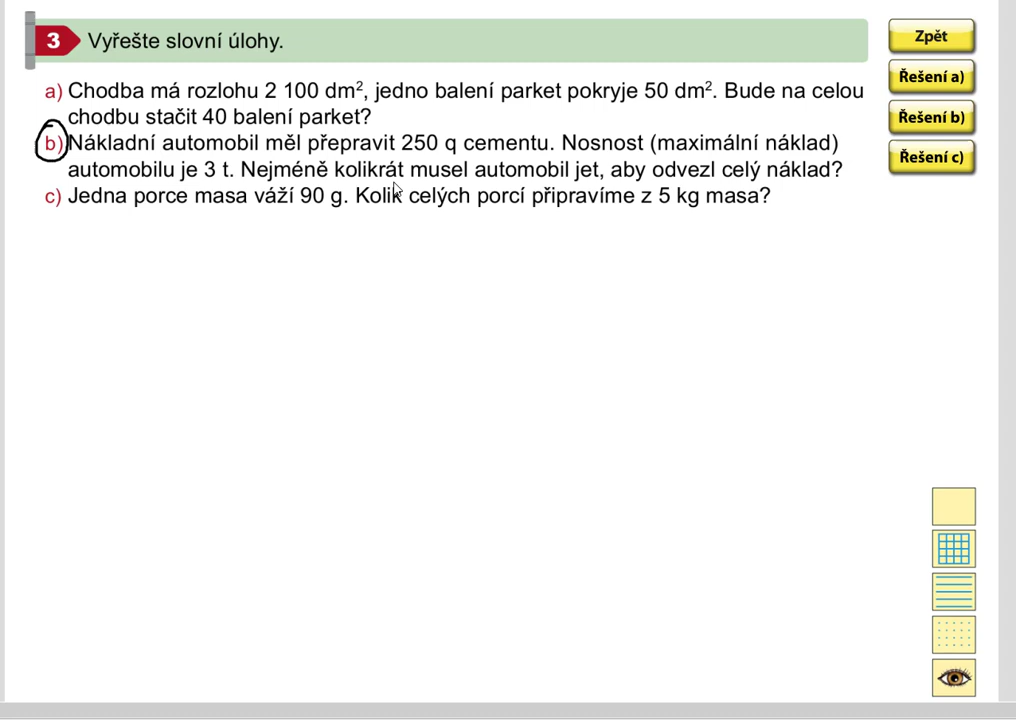 3 Vyřešte slovní úlohy.
Zpět
Řešení a)
Řešení b)
Řešení c)
a) Chodba má rozlohu 2 100 dm², jedno balení parket pokryje 50 dm². Bude na celou
chodbu stačit 40 balení parket?
b) Nákladní automobil měl přepravit 250 q cementu. Nosnost (maximální náklad)
automobilu je 3 t. Nejméně kolikrát musel automobil jet, aby odvezl celý náklad?
c) Jedna porce masa váží 90 g. Kolik celých porcí připravíme z 5 kg masa?